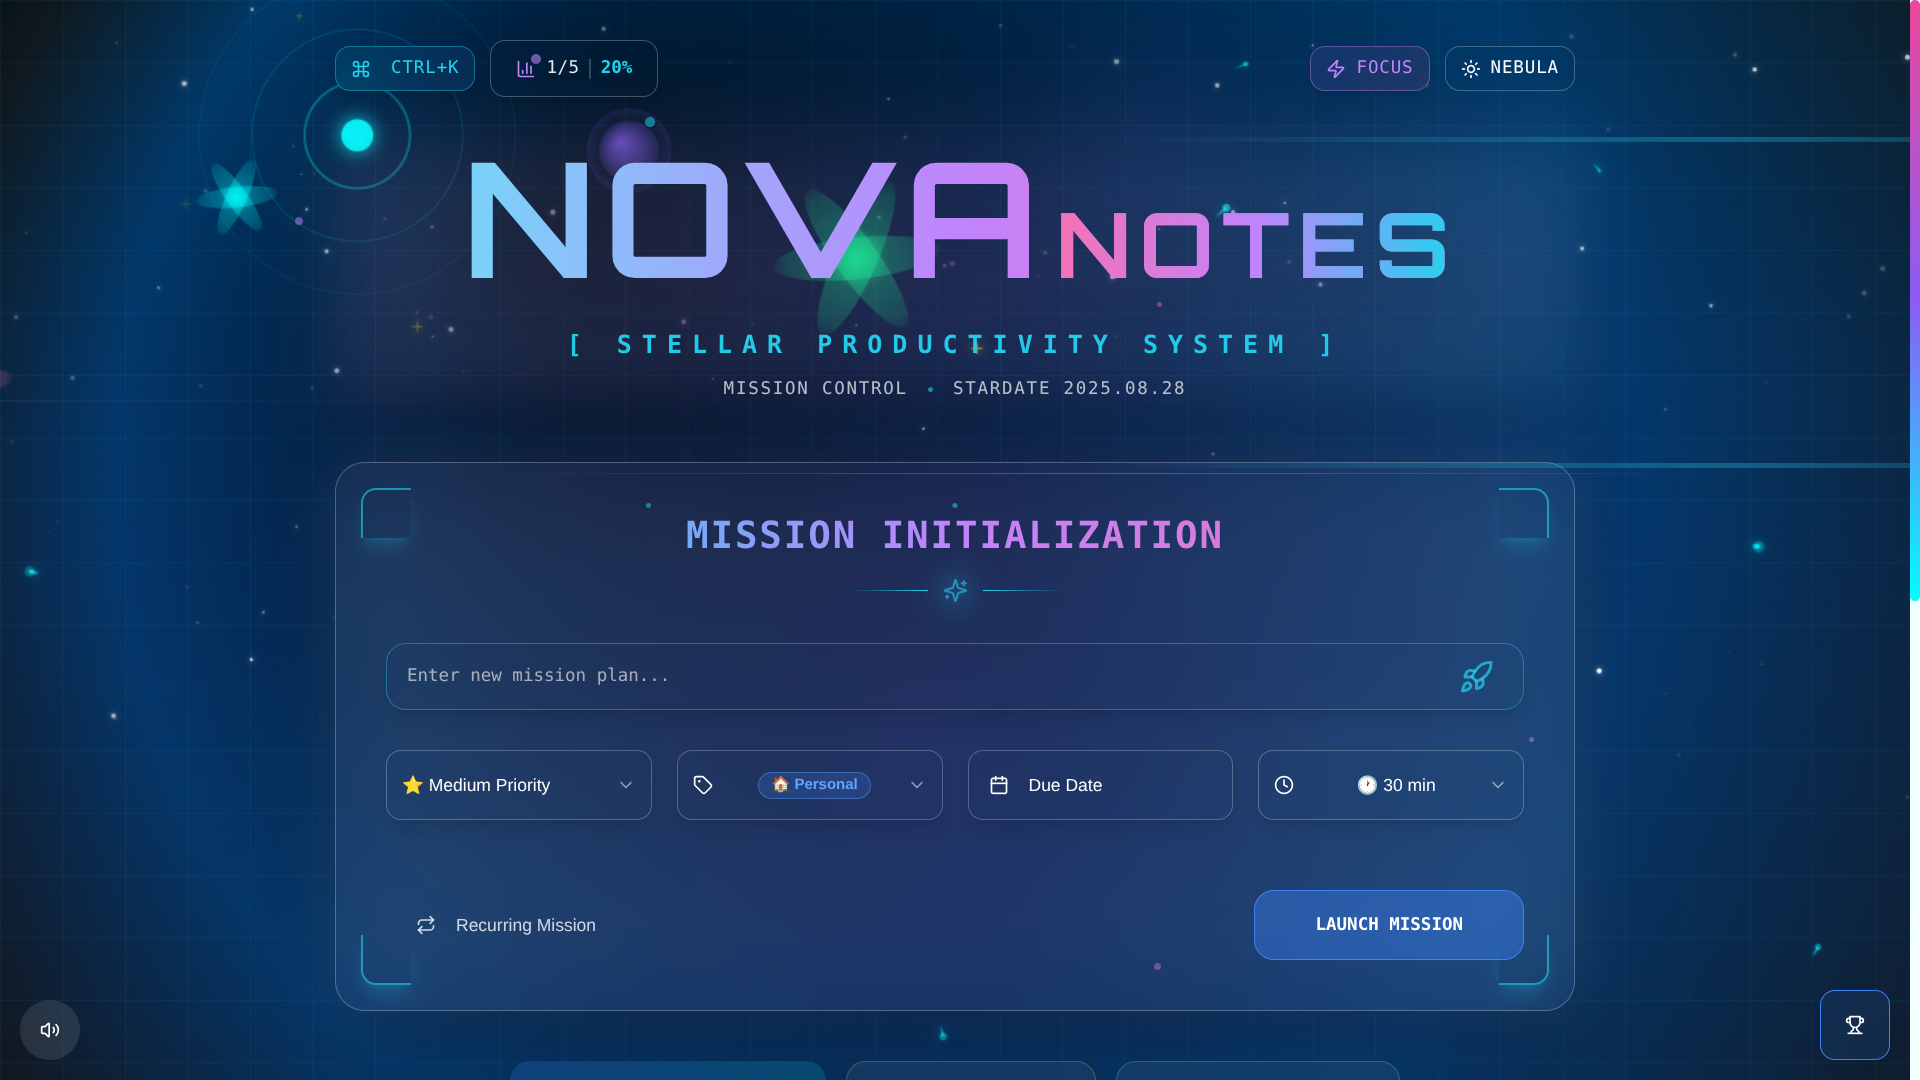 ⌘ CTRL+K
1/5 | 20%
FOCUS
NEBULA
NOVA NOTES
[ STELLAR PRODUCTIVITY SYSTEM ]
MISSION CONTROL • STARDATE 2025.08.28
MISSION INITIALIZATION
Enter new mission plan...
⭐ Medium Priority
🏠 Personal
Due Date
🕐 30 min
Recurring Mission
LAUNCH MISSION